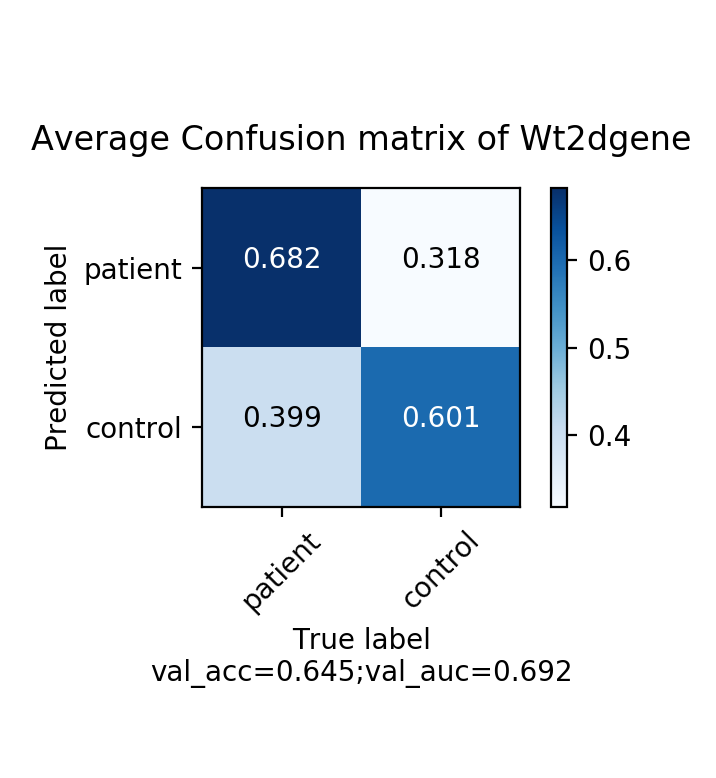 Average Confusion matrix of Wt2dgene
Predicted label
patient
0.682
0.318
control
0.399
0.601
0.6
0.5
0.4
patient
control
True label
val_acc=0.645;val_auc=0.692